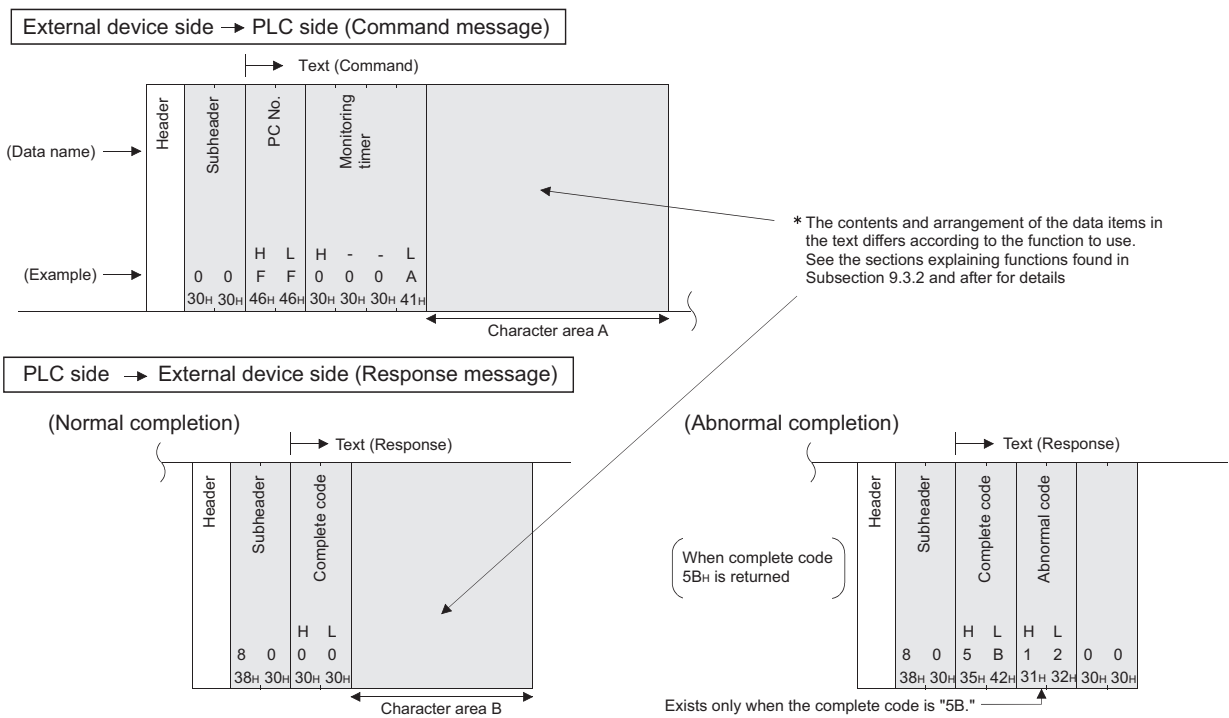 External device side → PLC side (Command message)
Text (Command)
Header
Subheader
PC No.
Monitoring
timer
(Data name)
H L H - - L
(Example)
0 0 F F 0 0 0 A
30H 30H 46H 46H 30H 30H 30H 41H
Character area A
* The contents and arrangement of the data items in
the text differs according to the function to use.
See the sections explaining functions found in
Subsection 9.3.2 and after for details
PLC side → External device side (Response message)
(Normal completion)
Text (Response)
Header
Subheader
Complete code
H L
8 0 0 0
38H 30H 30H 30H
Character area B
(Abnormal completion)
Text (Response)
When complete code
5BH is returned
Header
Subheader
Complete code
Abnormal code
H L H L
8 0 5 B 1 2 0 0
38H 30H 35H 42H 31H 32H 30H 30H
Exists only when the complete code is "5B."